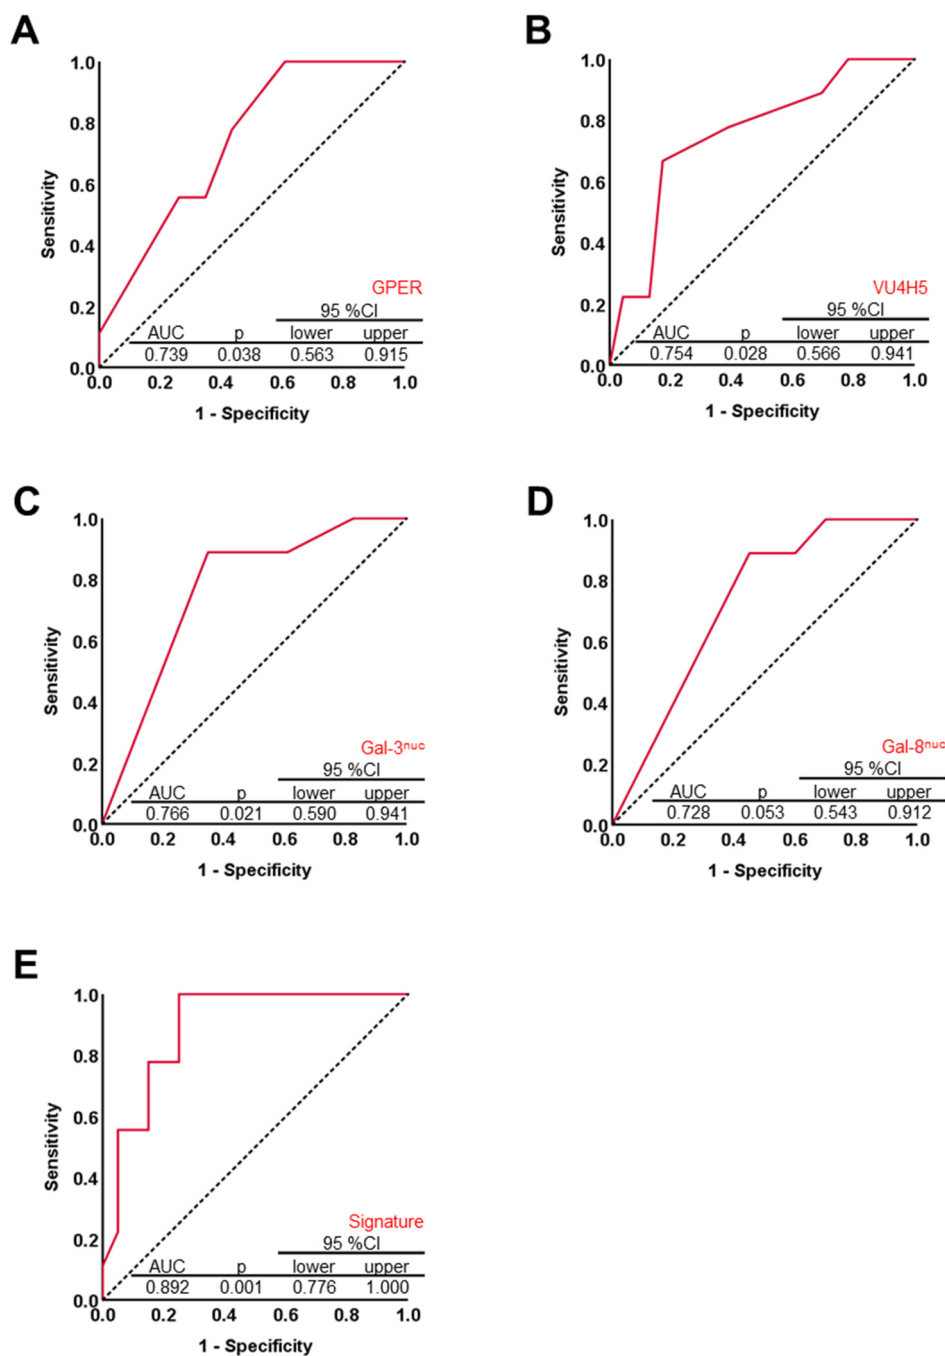 A
1.0
0.8
0.6
0.4
0.2
0.0
Sensitivity
GPER
95 %CI
AUC p lower upper
0.739 0.038 0.563 0.915
0.0 0.2 0.4 0.6 0.8 1.0
1 - Specificity
B
1.0
0.8
0.6
0.4
0.2
0.0
Sensitivity
VU4H5
95 %CI
AUC p lower upper
0.754 0.028 0.566 0.941
0.0 0.2 0.4 0.6 0.8 1.0
1 - Specificity
C
1.0
0.8
0.6
0.4
0.2
0.0
Sensitivity
Gal-3ⁿᵘᶜ
95 %CI
AUC p lower upper
0.766 0.021 0.590 0.941
0.0 0.2 0.4 0.6 0.8 1.0
1 - Specificity
D
1.0
0.8
0.6
0.4
0.2
0.0
Sensitivity
Gal-8ⁿᵘᶜ
95 %CI
AUC p lower upper
0.728 0.053 0.543 0.912
0.0 0.2 0.4 0.6 0.8 1.0
1 - Specificity
E
1.0
0.8
0.6
0.4
0.2
0.0
Sensitivity
Signature
95 %CI
AUC p lower upper
0.892 0.001 0.776 1.000
0.0 0.2 0.4 0.6 0.8 1.0
1 - Specificity